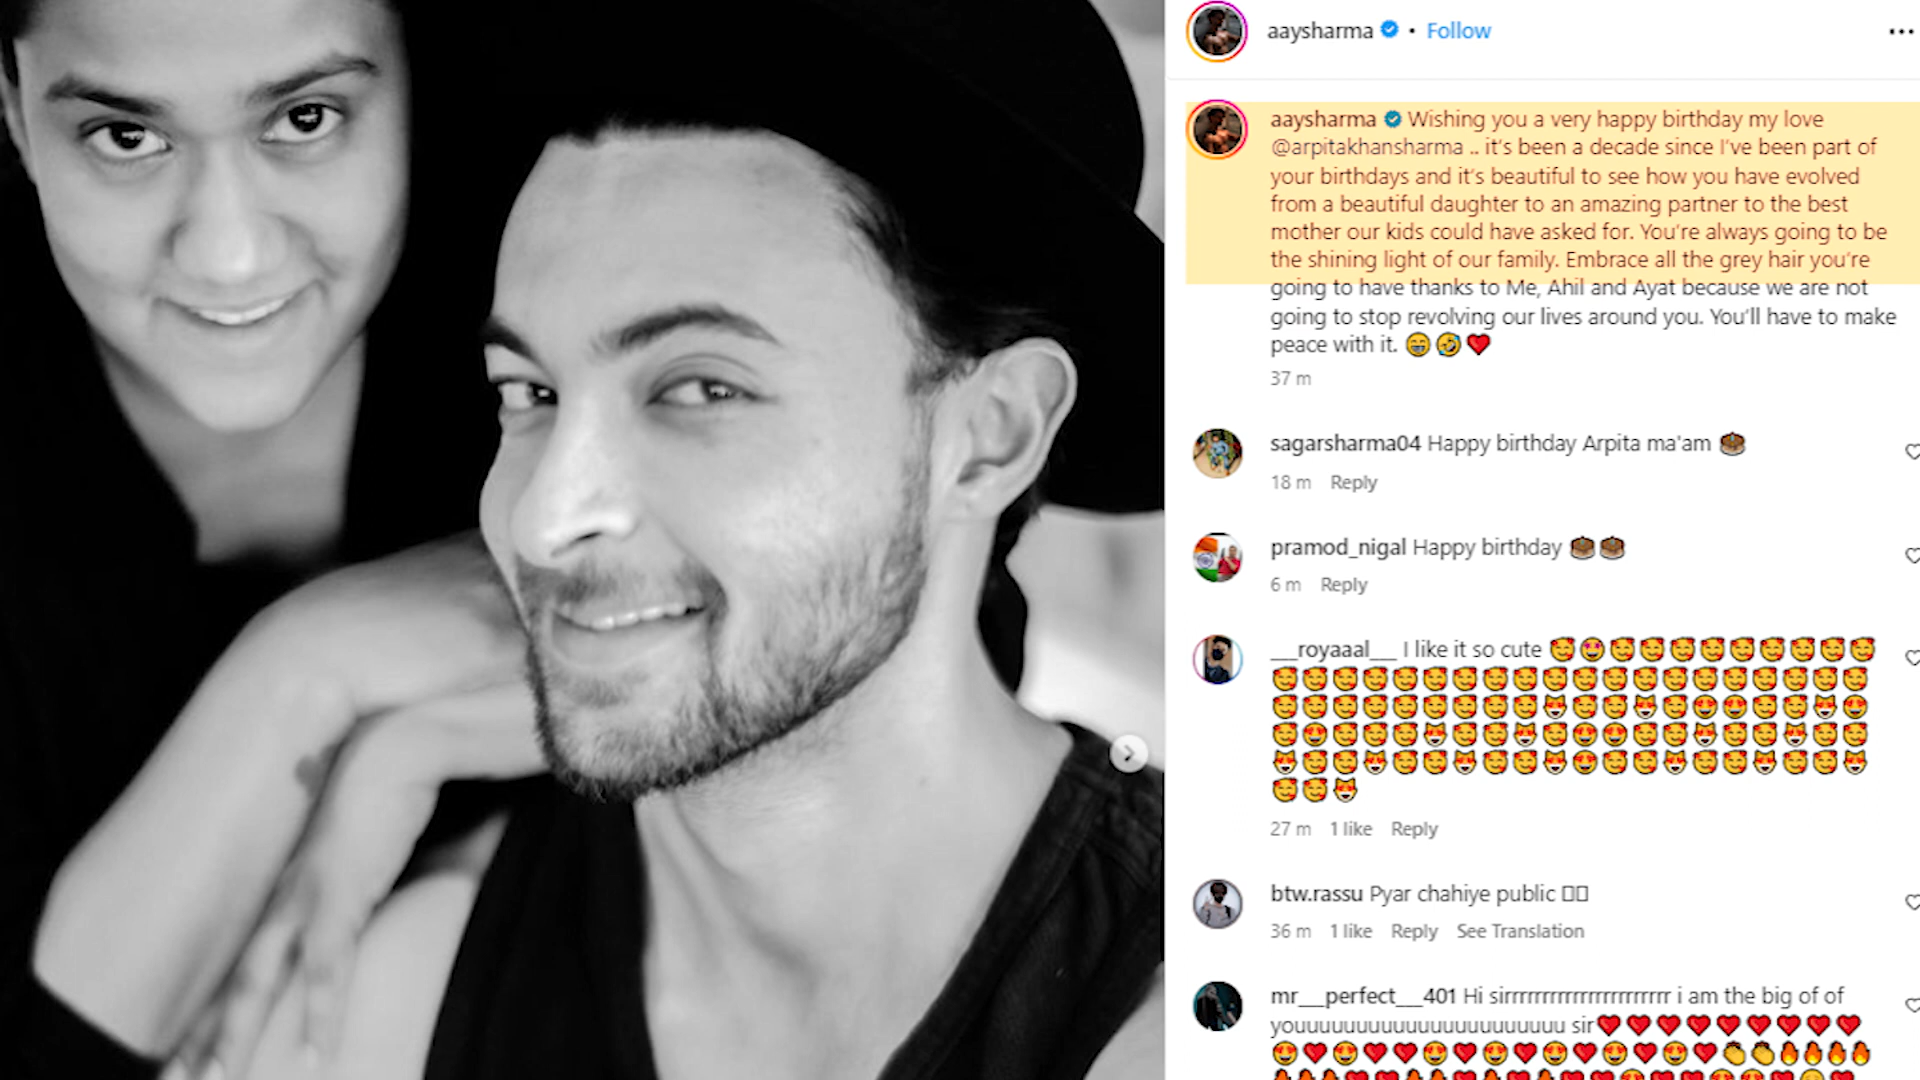 aaysharma • Follow
aaysharma Wishing you a very happy birthday my love
@arpitakhansharma .. it's been a decade since I've been part of
your birthdays and it's beautiful to see how you have evolved
from a beautiful daughter to an amazing partner to the best
mother our kids could have asked for. You're always going to be
the shining light of our family. Embrace all the grey hair you're
going to have thanks to Me, Ahil and Ayat because we are not
going to stop revolving our lives around you. You'll have to make
peace with it. 😁🤣❤️
37 m
sagarsharma04 Happy birthday Arpita ma'am 🎂
18 m Reply
pramod_nigal Happy birthday 🎂🎂
6 m Reply
___royaaal___ I like it so cute
27 m 1 like Reply
btw.rassu Pyar chahiye public
36 m 1 like Reply See Translation
mr___perfect___401 Hi sirrrrrrrrrrrrrrrrrrrrrrr i am the big of of
youuuuuuuuuuuuuuuuuuuuuu sir